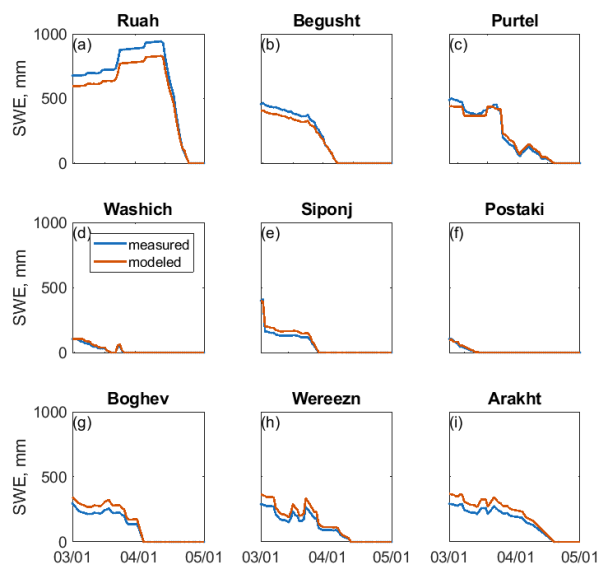 Ruah
Begusht
Purtel
1000
500
0
SWE, mm
(a)
(b)
(c)
Washich
Siponj
Postaki
1000
500
0
SWE, mm
(d)
(e)
(f)
measured
modeled
Boghev
Wereezn
Arakht
1000
500
0
SWE, mm
(g)
(h)
(i)
03/01 04/01 05/01
03/01 04/01 05/01
03/01 04/01 05/01